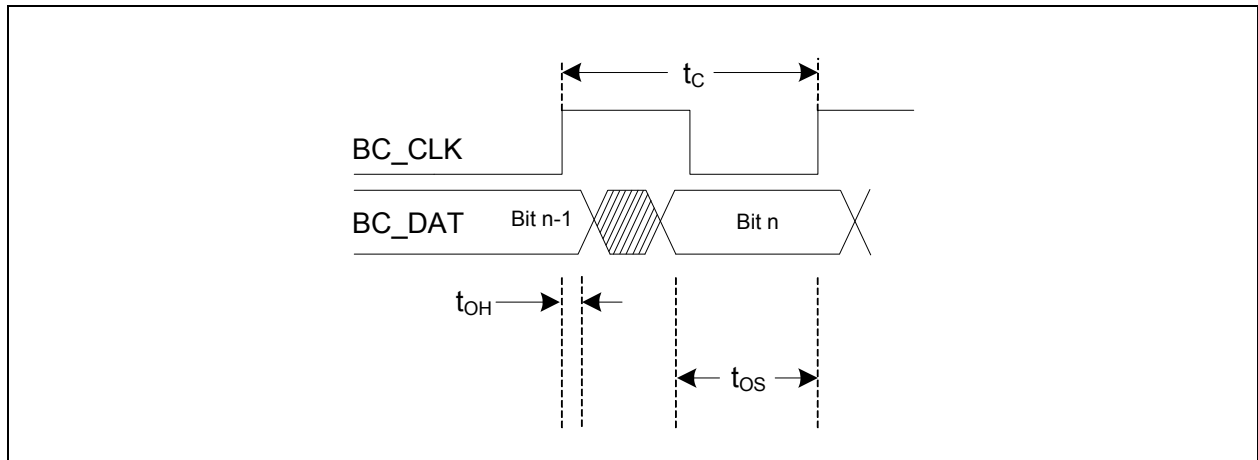 tC
BC_CLK
BC_DAT
Bit n-1
Bit n
tOH
tOS